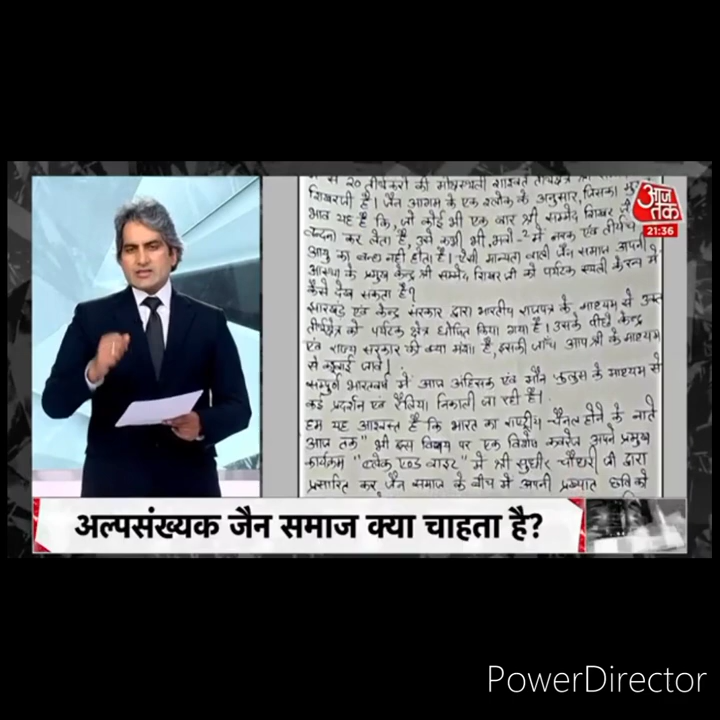 शिखरजी है। जैन आगम के एक श्लोक के अनुसार, जिसका
भाव यह है कि, जो कोई भी एक बार श्री सम्मेद शिखर जी
वन्दना कर लेता है, उसे कभी भी, भवों-2 में नरक एवं तीर्यंच
आयु का बन्ध नहीं होता है। ऐसी मान्यता वाली जैन समाज अपनी
आस्था के प्रमुख केन्द्र श्री सम्मेद शिखर जी को पर्यटक स्थली के रूप में
कैसे देख सकता है?
झारखंड एवं केन्द्र सरकार द्वारा भारतीय राजपत्र के माध्यम से उक्त
तीर्थक्षेत्र को पर्यटक क्षेत्र घोषित किया गया है। उसके पीछे केन्द्र
एवं राज्य सरकार की क्या मंशा है, इसकी जाँच आप श्री के माध्यम
से करवाई जावे।
सम्पूर्ण भारतवर्ष में आज अहिंसक एवं मौन जुलूस के माध्यम से
कई प्रदर्शन एवं रैलिया निकाली जा रही हैं।
हम यह आश्वस्त हैं कि भारत का राष्ट्रीय चैनल होने के नाते
आज तक" भी इस विषय पर एक विशेष कवरेज अपने प्रमुख
कार्यक्रम "ब्लैक एण्ड वाइट" में श्री सुधीर चौधरी जी द्वारा
प्रसारित कर, जैन समाज के बीच में अपनी प्रख्यात छवि को
आज
तक
21:36
अल्पसंख्यक जैन समाज क्या चाहता है?
PowerDirector